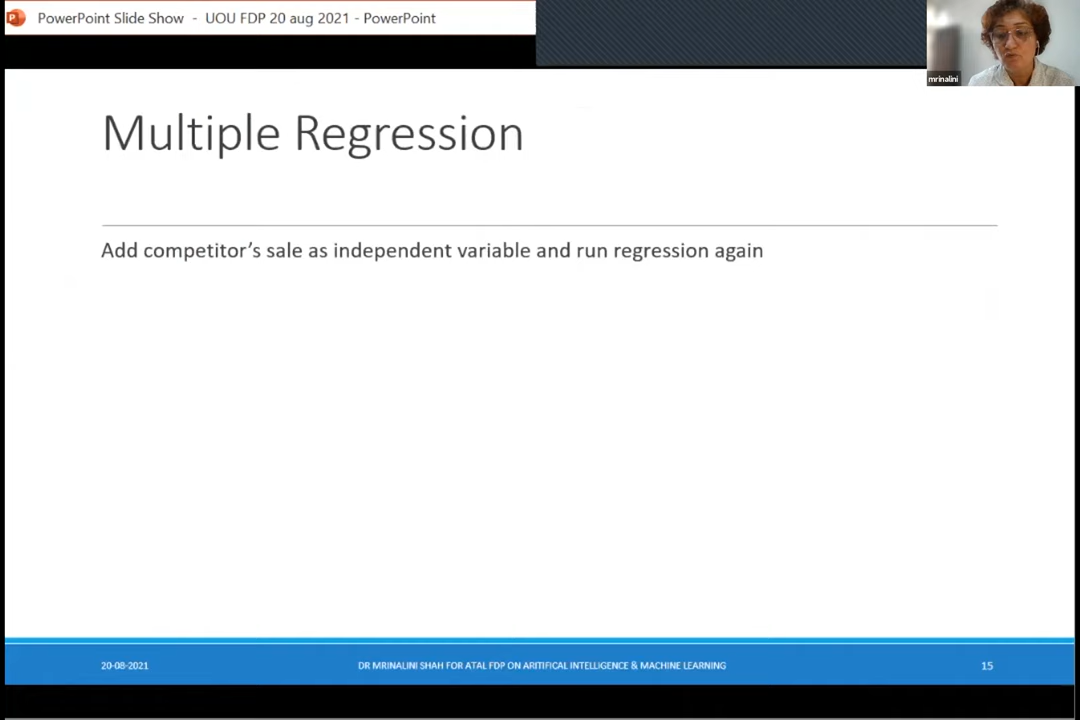 PowerPoint Slide Show - UOU FDP 20 aug 2021 - PowerPoint
mrinalini
Multiple Regression
Add competitor's sale as independent variable and run regression again
20-08-2021
DR MRINALINI SHAH FOR ATAL FDP ON ARITIFICAL INTELLIGENCE & MACHINE LEARNING
15